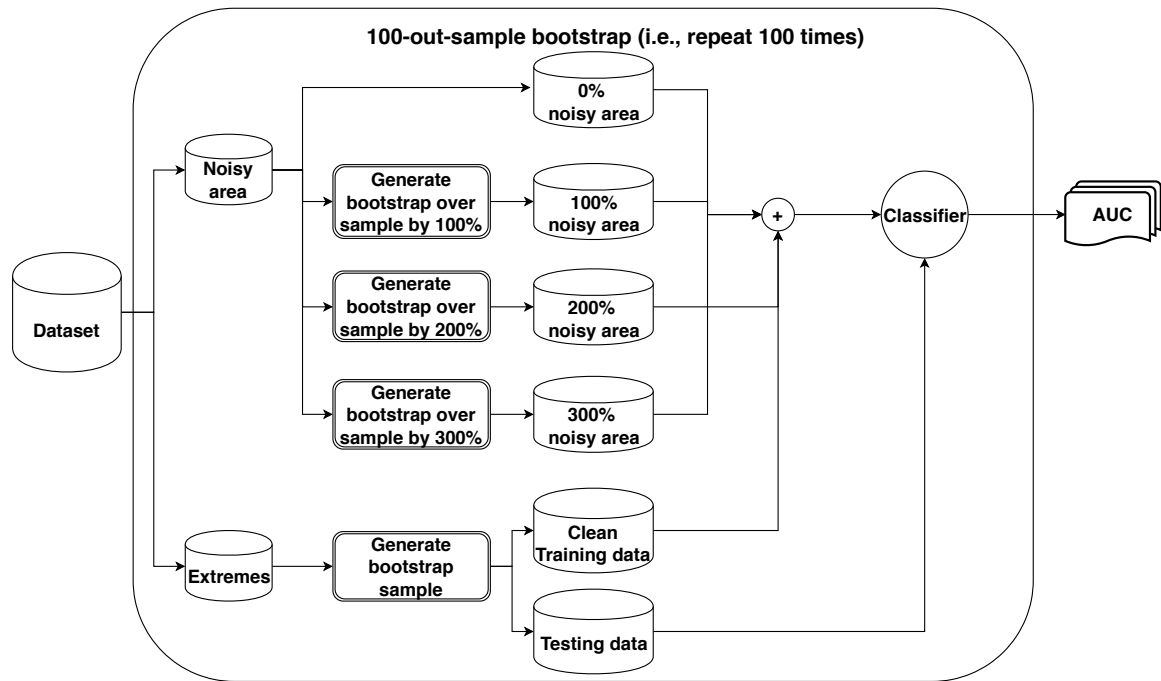 100-out-sample bootstrap (i.e., repeat 100 times)
0%
noisy area
Noisy
area
Generate
bootstrap over
sample by 100%
100%
noisy area
+
Classifier
AUC
Dataset
Generate
bootstrap over
sample by 200%
200%
noisy area
Generate
bootstrap over
sample by 300%
300%
noisy area
Extremes
Generate
bootstrap
sample
Clean
Training data
Testing data